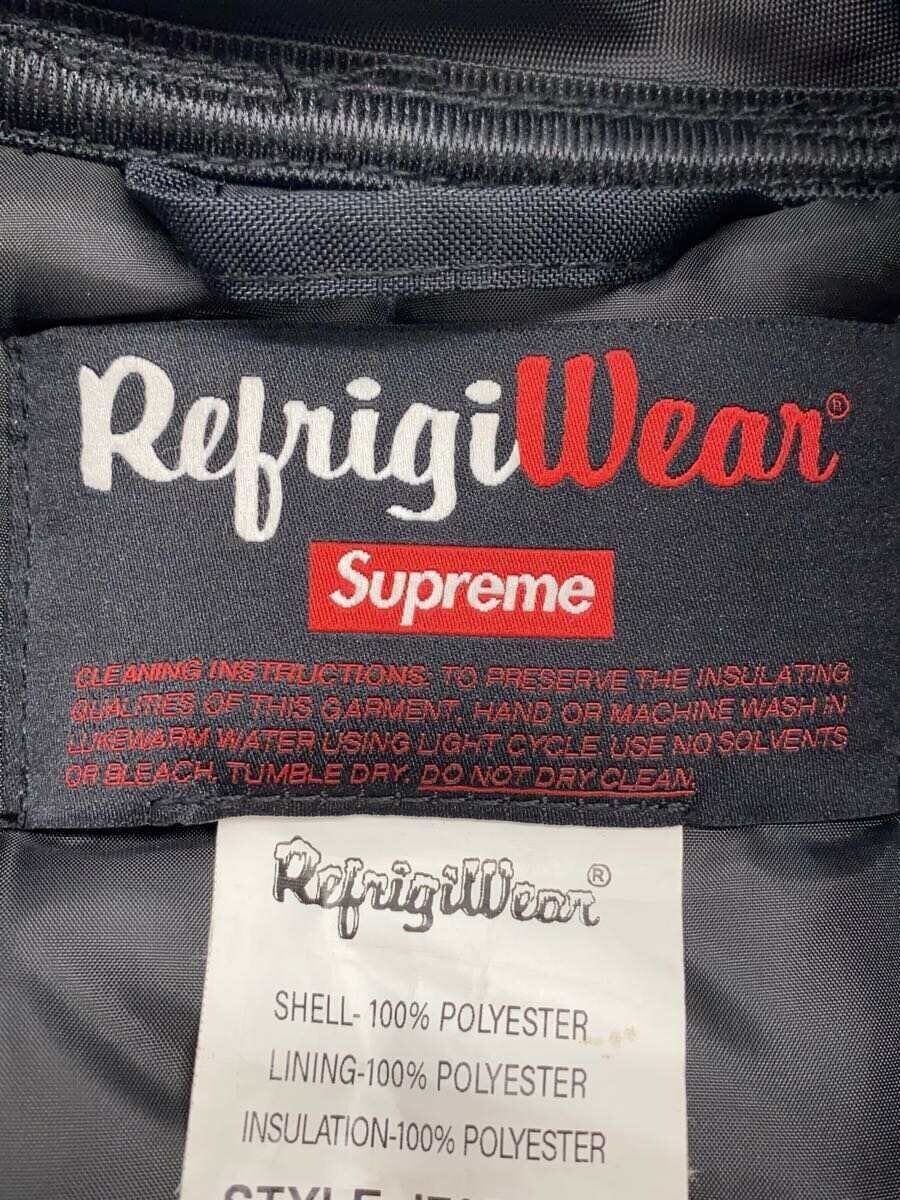 RefrigiWear®
Supreme
CLEANING INSTRUCTIONS: TO PRESERVE THE INSULATING
QUALITIES OF THIS GARMENT. HAND OR MACHINE WASH IN
LUKEWARM WATER USING LIGHT CYCLE. USE NO SOLVENTS
OR BLEACH. TUMBLE DRY. DO NOT DRY CLEAN.
RefrigiWear®
SHELL- 100% POLYESTER
LINING-100% POLYESTER
INSULATION-100% POLYESTER
STYLE